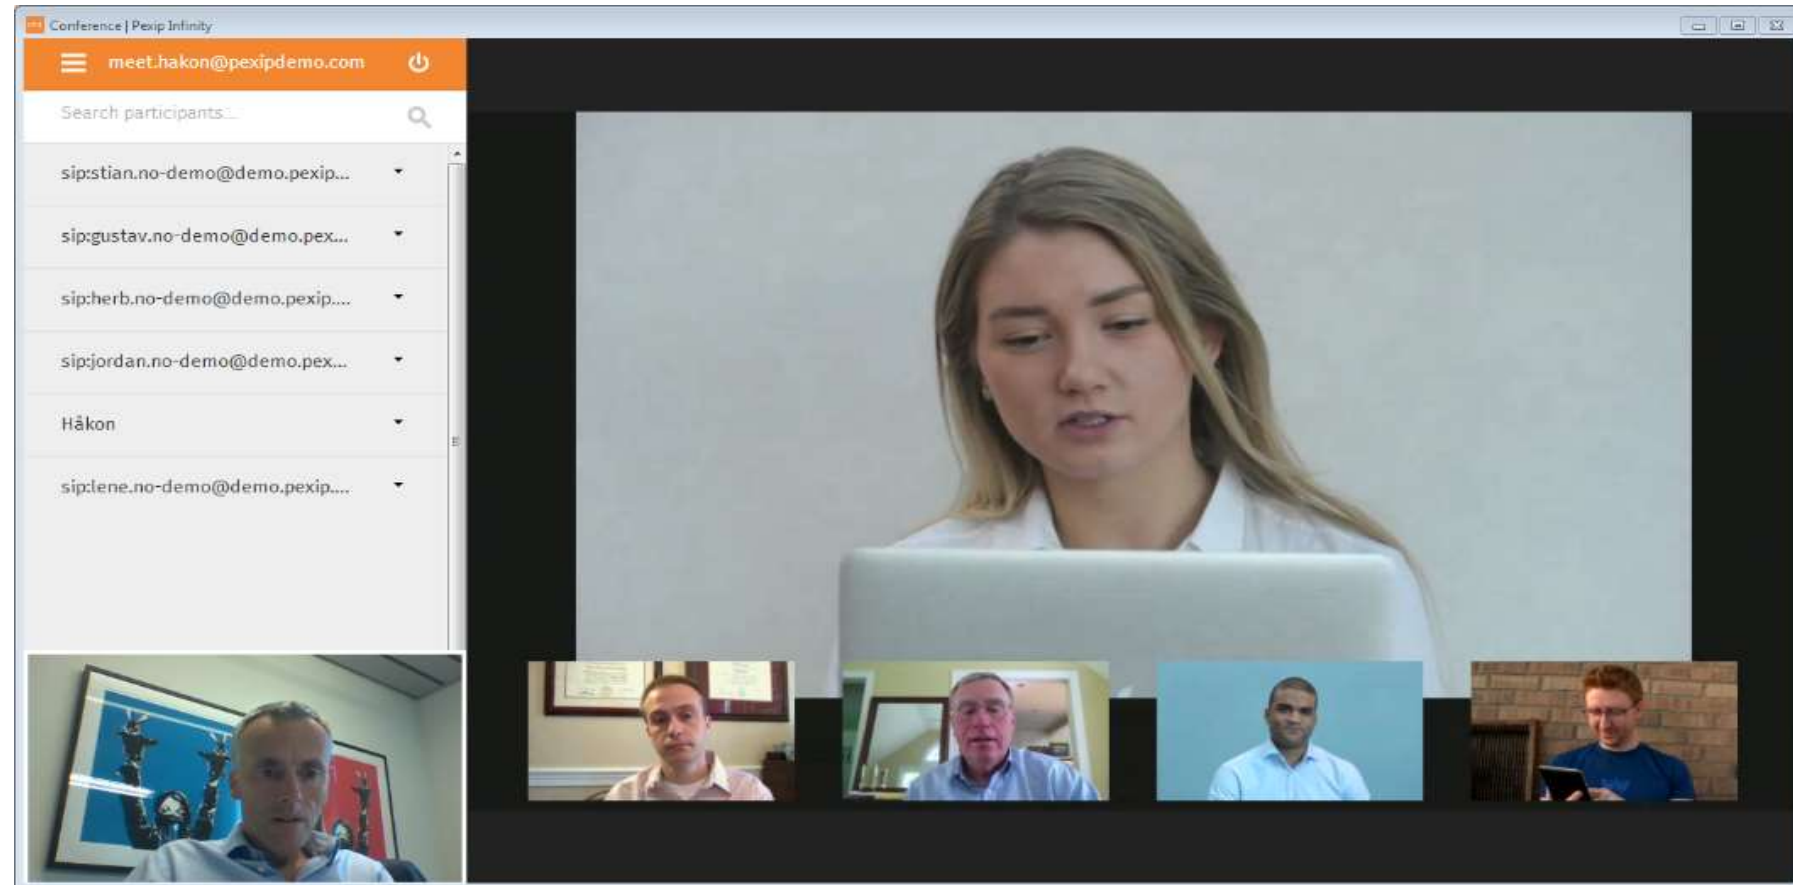 Conference | Pexip Infinity
meet.hakon@pexipdemo.com
Search participants...
sip:stian.no-demo@demo.pexip...
sip:gustav.no-demo@demo.pex...
sip:herb.no-demo@demo.pexip....
sip:jordan.no-demo@demo.pex...
Håkon
sip:lene.no-demo@demo.pexip....